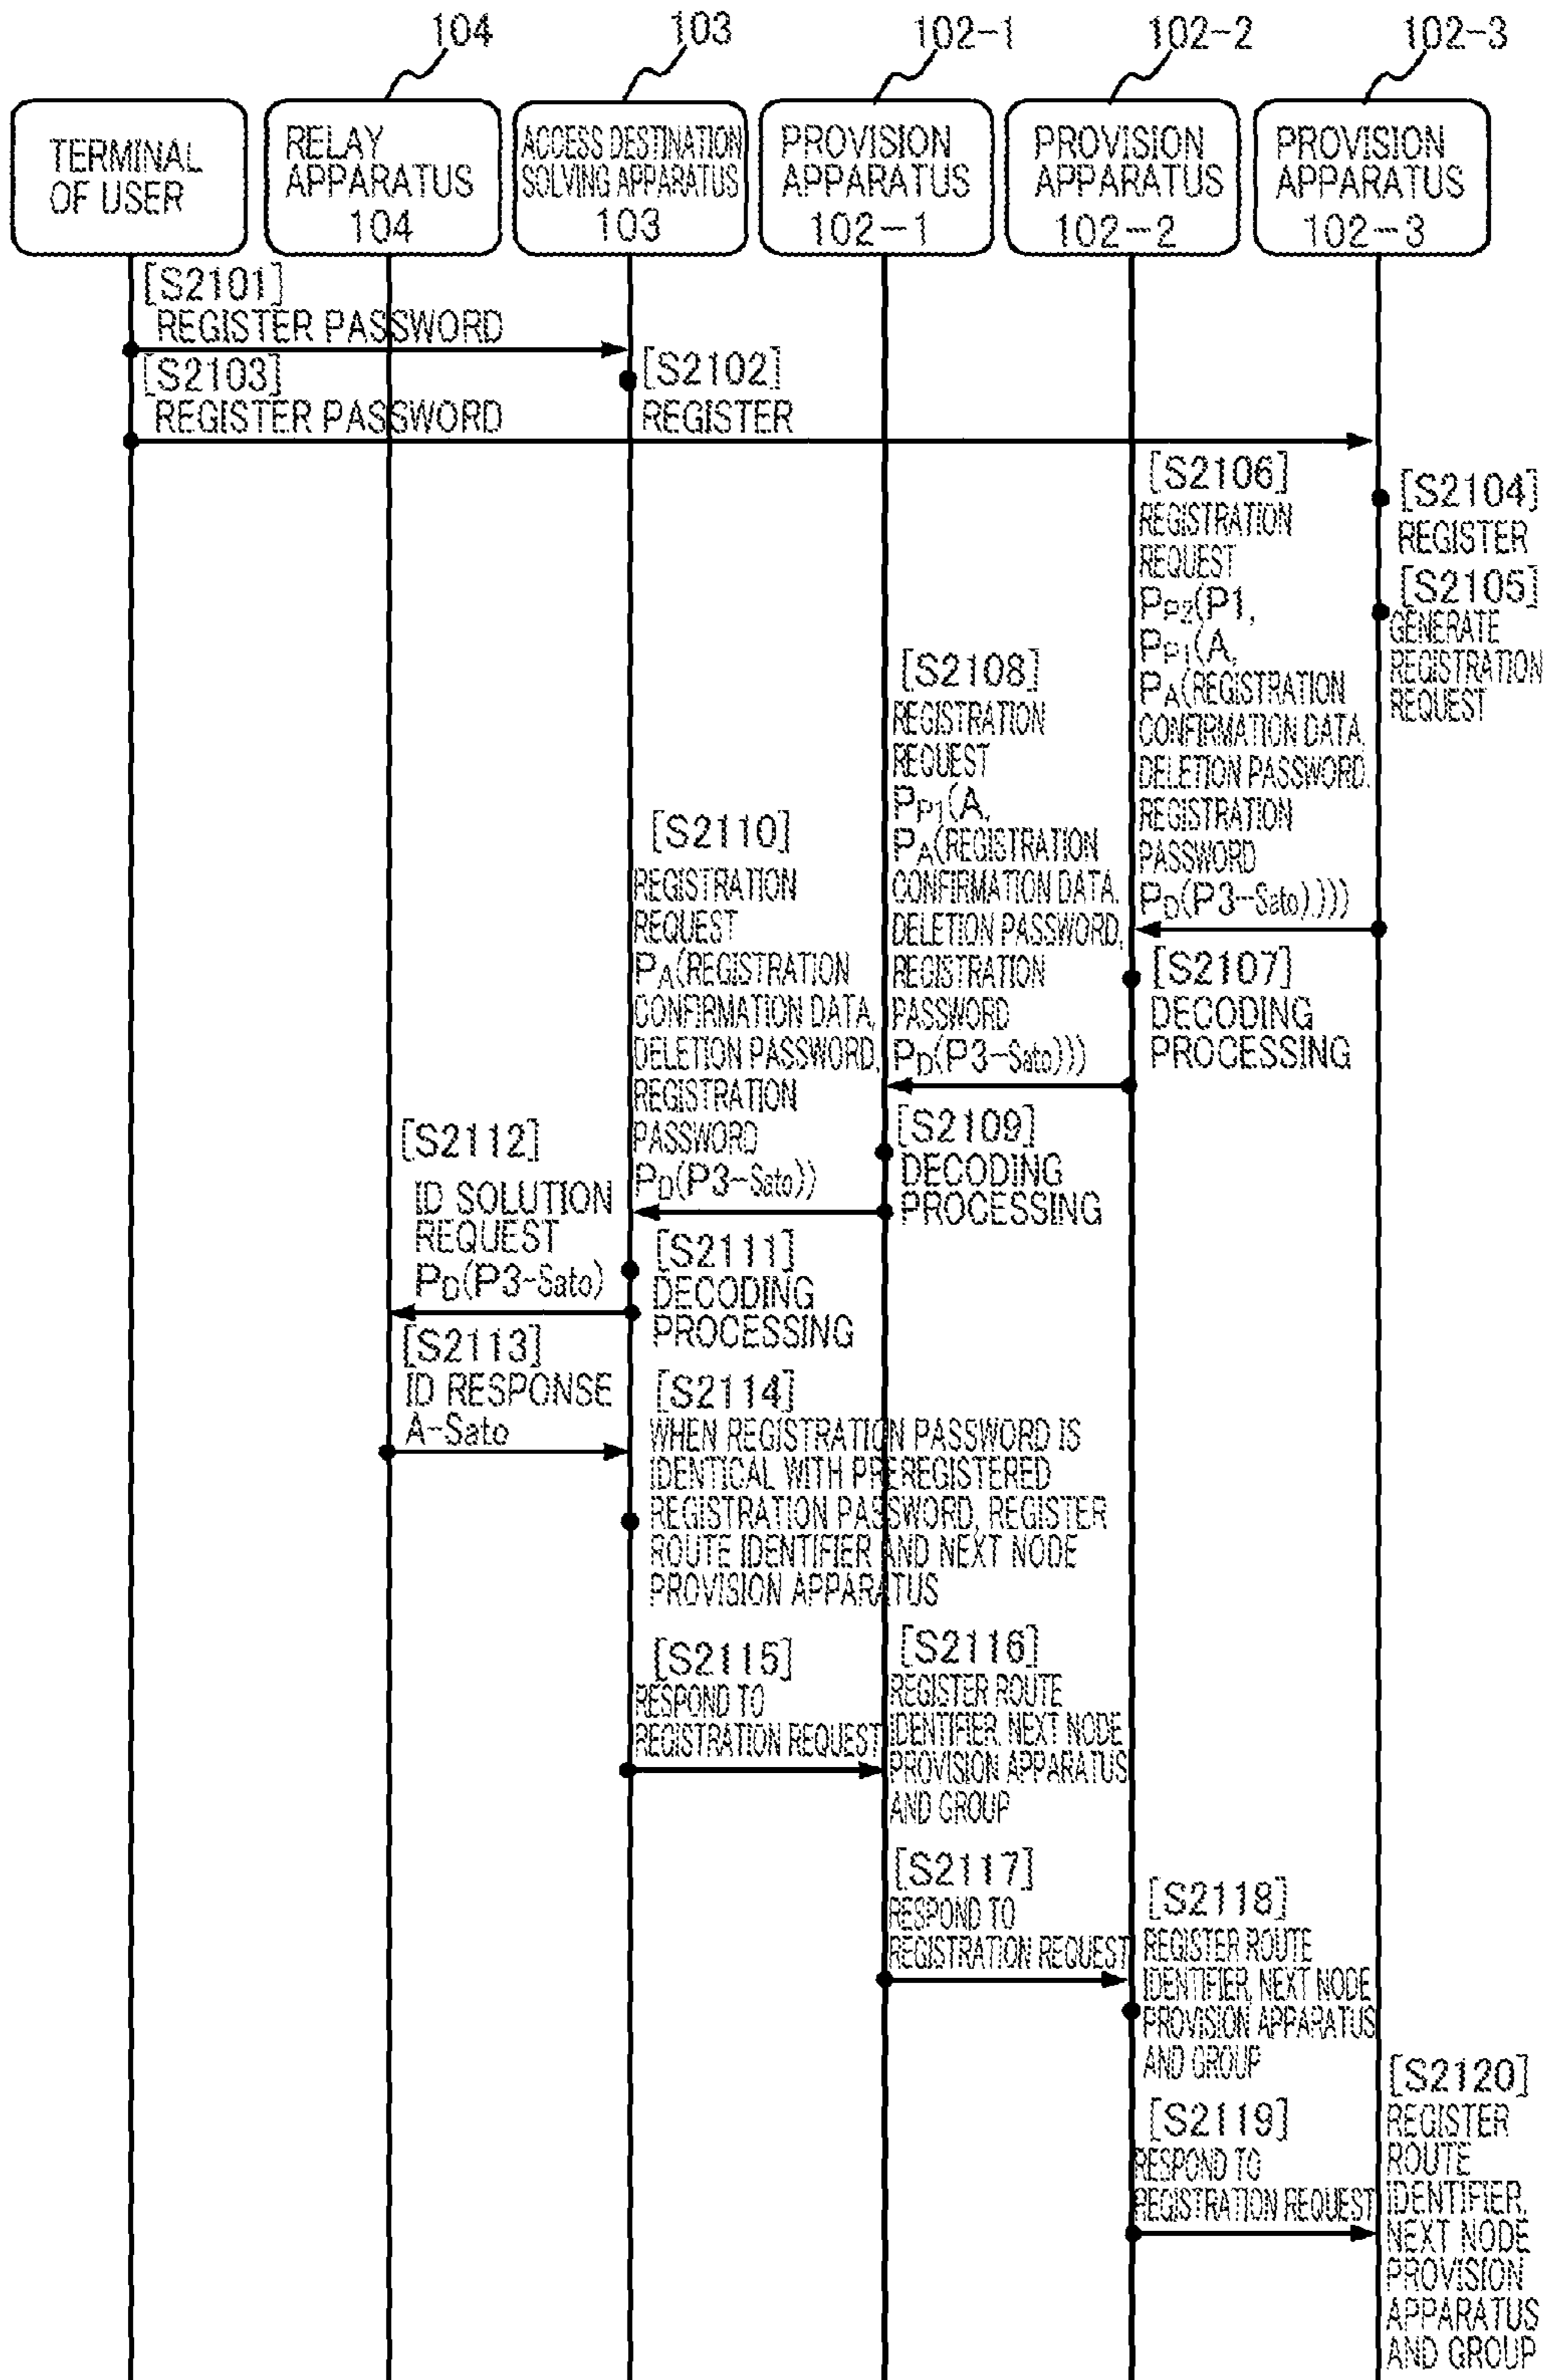 104
103
102-1
102-2
102-3
TERMINAL
OF USER
RELAY
APPARATUS
104
ACCESS DESTINATION
SOLVING APPARATUS
103
PROVISION
APPARATUS
102-1
PROVISION
APPARATUS
102-2
PROVISION
APPARATUS
102-3
[S2101]
REGISTER PASSWORD
[S2102]
REGISTER
[S2103]
REGISTER PASSWORD
[S2104]
REGISTER
[S2105]
GENERATE
REGISTRATION
REQUEST
[S2106]
REGISTRATION
REQUEST
PP2(P1,
PP1(A,
PA(REGISTRATION
CONFIRMATION DATA,
DELETION PASSWORD,
REGISTRATION
PASSWORD
PD(P3-Sato),)))
[S2107]
DECODING
PROCESSING
[S2108]
REGISTRATION
REQUEST
PP1(A,
PA(REGISTRATION
CONFIRMATION DATA,
DELETION PASSWORD,
REGISTRATION
PASSWORD
PD(P3-Sato)))
[S2109]
DECODING
PROCESSING
[S2110]
REGISTRATION
REQUEST
PA(REGISTRATION
CONFIRMATION DATA,
DELETION PASSWORD,
REGISTRATION
PASSWORD
PD(P3-Sato))
[S2111]
DECODING
PROCESSING
[S2112]
ID SOLUTION
REQUEST
PD(P3-Sato)
[S2113]
ID RESPONSE
A-Sato
[S2114]
WHEN REGISTRATION PASSWORD IS
IDENTICAL WITH PREREGISTERED
REGISTRATION PASSWORD, REGISTER
ROUTE IDENTIFIER AND NEXT NODE
PROVISION APPARATUS
[S2115]
RESPOND TO
REGISTRATION REQUEST
[S2116]
REGISTER ROUTE
IDENTIFIER, NEXT NODE
PROVISION APPARATUS
AND GROUP
[S2117]
RESPOND TO
REGISTRATION REQUEST
[S2118]
REGISTER ROUTE
IDENTIFIER, NEXT NODE
PROVISION APPARATUS
AND GROUP
[S2119]
RESPOND TO
REGISTRATION REQUEST
[S2120]
REGISTER
ROUTE
IDENTIFIER,
NEXT NODE
PROVISION
APPARATUS
AND GROUP